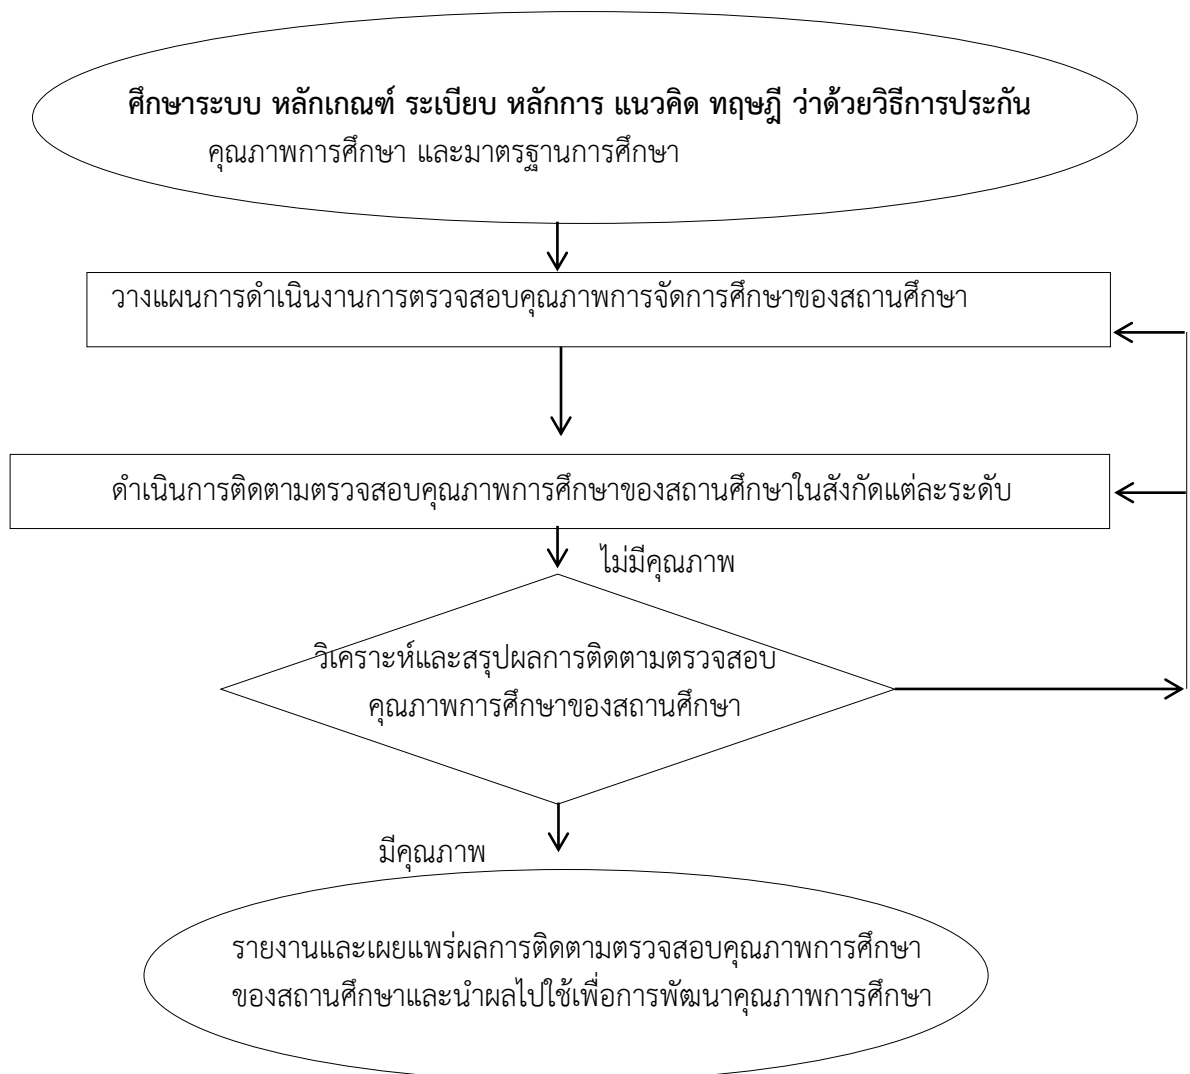 ศึกษาระบบ หลักเกณฑ์ ระเบียบ หลักการ แนวคิด ทฤษฎี ว่าด้วยวิธีการประกัน
คุณภาพการศึกษา และมาตรฐานการศึกษา
วางแผนการดำเนินงานการตรวจสอบคุณภาพการจัดการศึกษาของสถานศึกษา
ดำเนินการติดตามตรวจสอบคุณภาพการศึกษาของสถานศึกษาในสังกัดแต่ละระดับ
ไม่มีคุณภาพ
วิเคราะห์และสรุปผลการติดตามตรวจสอบ
คุณภาพการศึกษาของสถานศึกษา
มีคุณภาพ
รายงานและเผยแพร่ผลการติดตามตรวจสอบคุณภาพการศึกษา
ของสถานศึกษาและนำผลไปใช้เพื่อการพัฒนาคุณภาพการศึกษา